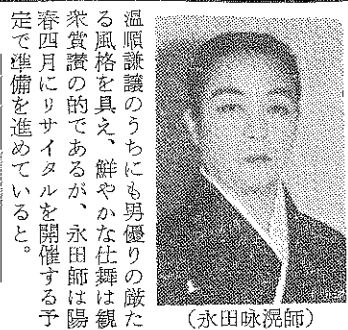 温順謙譲のうちにも男優りの厳た
る風格を具え、鮮やかな仕舞は観
衆賞讃の的であるが、永田師は陽
春四月にリサイタルを開催する予
定で準備を進めていると。
(永田咏滉師)